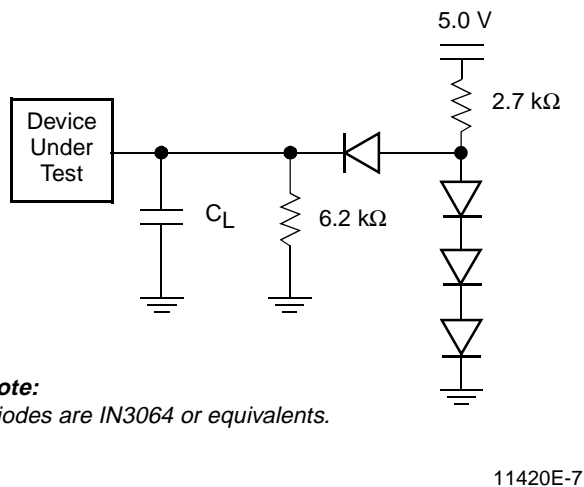 5.0 V
2.7 kΩ
Device
Under
Test
CL
6.2 kΩ
ote:
iodes are IN3064 or equivalents.
11420E-7